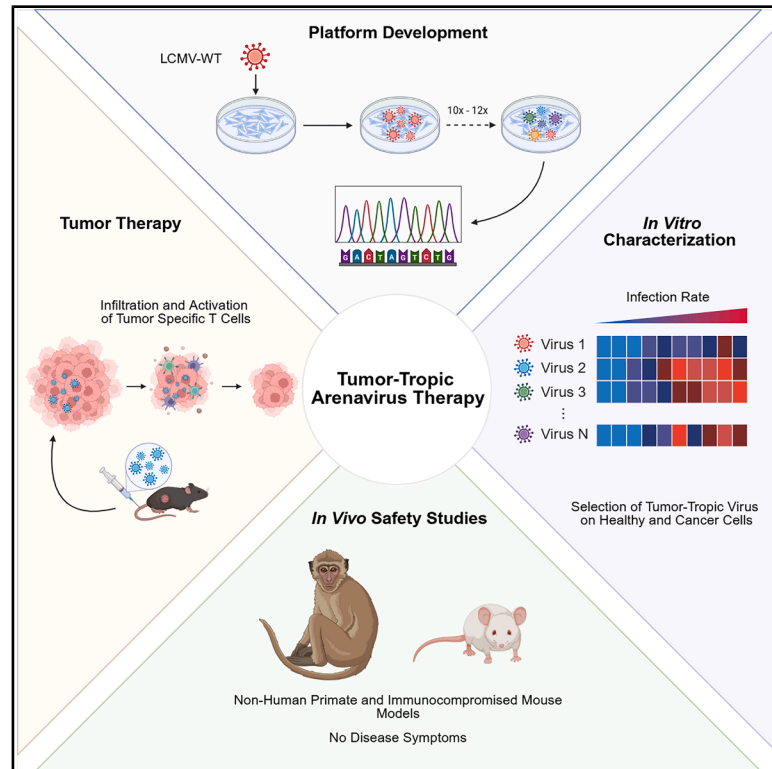 Platform Development
LCMV-WT
10x - 12x
G A C T A G T C T G
Tumor Therapy
Infiltration and Activation
of Tumor Specific T Cells
In Vitro
Characterization
Infection Rate
Virus 1
Virus 2
Virus 3
⋮
Virus N
Selection of Tumor-Tropic Virus
on Healthy and Cancer Cells
Tumor-Tropic
Arenavirus Therapy
In Vivo Safety Studies
Non-Human Primate and Immunocompromised Mouse
Models
No Disease Symptoms